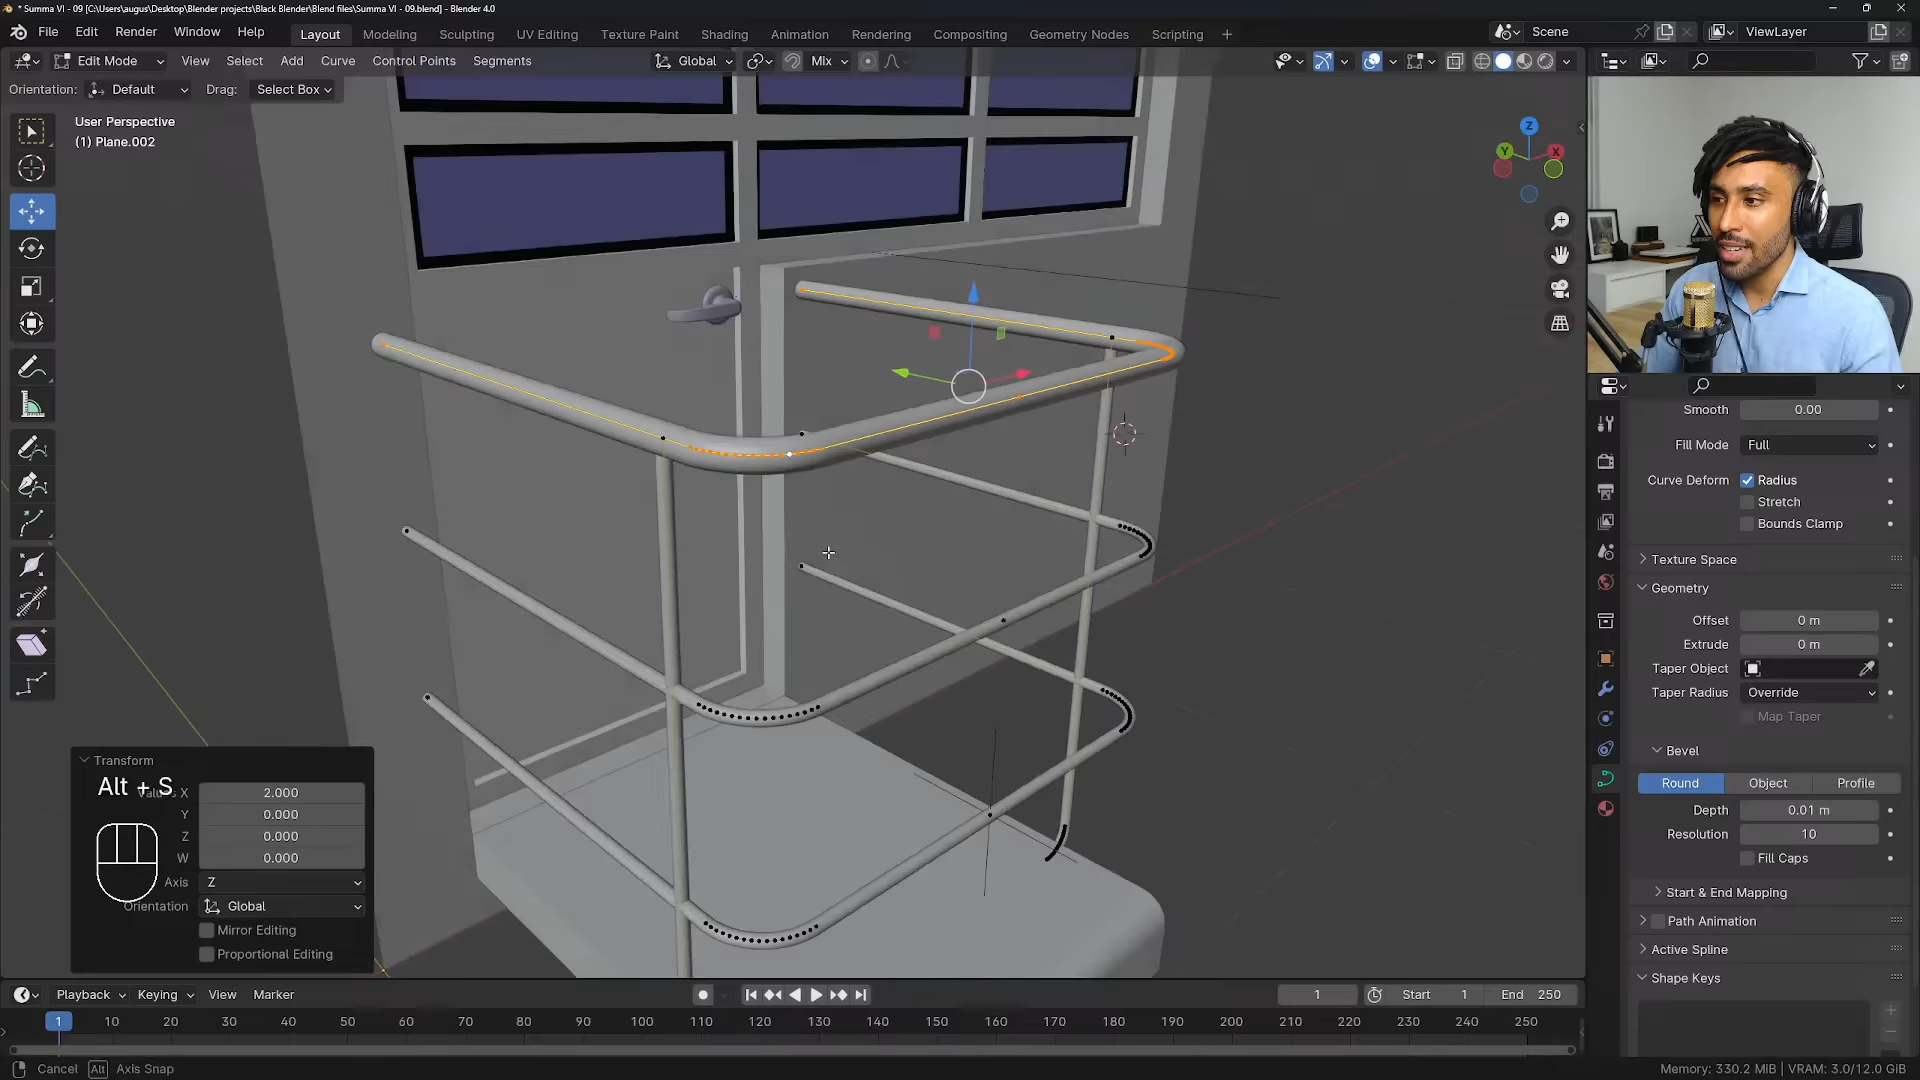 * Summa VI - 09 [C:\Users\augus\Desktop\Blender projects\Black Blender\Blend files\Summa VI - 09.blend] - Blender 4.0
File Edit Render Window Help Layout Modeling Sculpting UV Editing Texture Paint Shading Animation Rendering Compositing Geometry Nodes Scripting + Scene ViewLayer
Edit Mode View Select Add Curve Control Points Segments Global Mix
Orientation: Default Drag: Select Box
User Perspective
(1) Plane.002
Z
Y X
Smooth 0.00
Fill Mode Full
Curve Deform Radius
Stretch
Bounds Clamp
Texture Space
Geometry
Offset 0 m
Extrude 0 m
Taper Object
Taper Radius Override
Map Taper
Bevel
Round Object Profile
Depth 0.01 m
Resolution 10
Fill Caps
Start & End Mapping
Path Animation
Active Spline
Shape Keys
Transform
Alt + S
X 2.000
Y 0.000
Z 0.000
W 0.000
Axis Z
Orientation Global
Mirror Editing
Proportional Editing
Playback Keying View Marker 1 Start 1 End 250
1 10 20 30 40 50 60 70 80 90 100 110 120 130 140 150 160 170 180 190 200 210 220 230 240 250
Cancel Alt Axis Snap Memory: 330.2 MiB | VRAM: 3.0/12.0 GiB